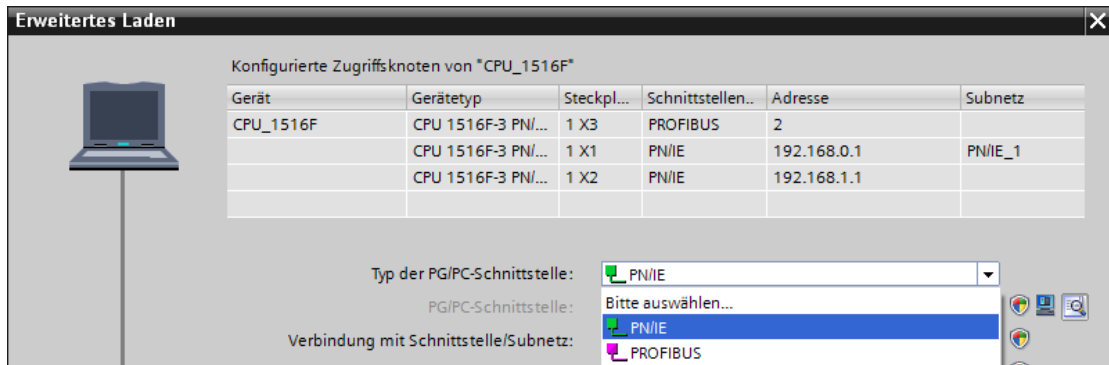 Erweitertes Laden
Konfigurierte Zugriffsknoten von "CPU_1516F"
Gerät Gerätetyp Steckpl... Schnittstellen.. Adresse Subnetz
CPU_1516F CPU 1516F-3 PN/... 1 X3 PROFIBUS 2
CPU 1516F-3 PN/... 1 X1 PN/IE 192.168.0.1 PN/IE_1
CPU 1516F-3 PN/... 1 X2 PN/IE 192.168.1.1
Typ der PG/PC-Schnittstelle: PN/IE
PG/PC-Schnittstelle: Bitte auswählen...
PN/IE
Verbindung mit Schnittstelle/Subnetz:
PROFIBUS